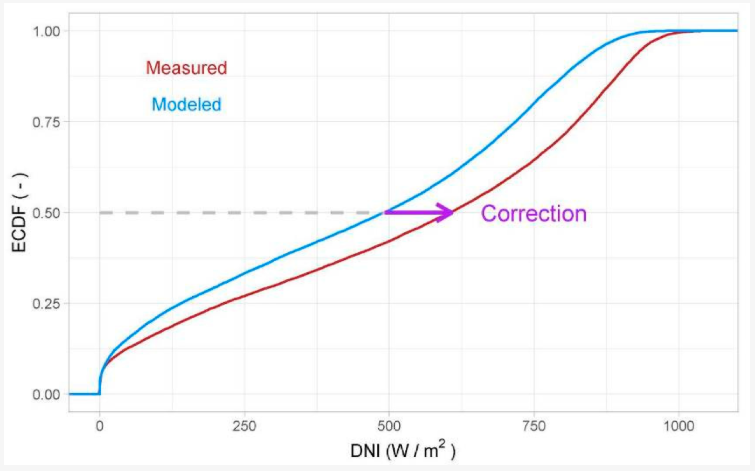 1.00
Measured
Modeled
0.75
ECDF ( - )
0.50
Correction
0.25
0.00
0 250 500 750 1000
DNI (W / m² )